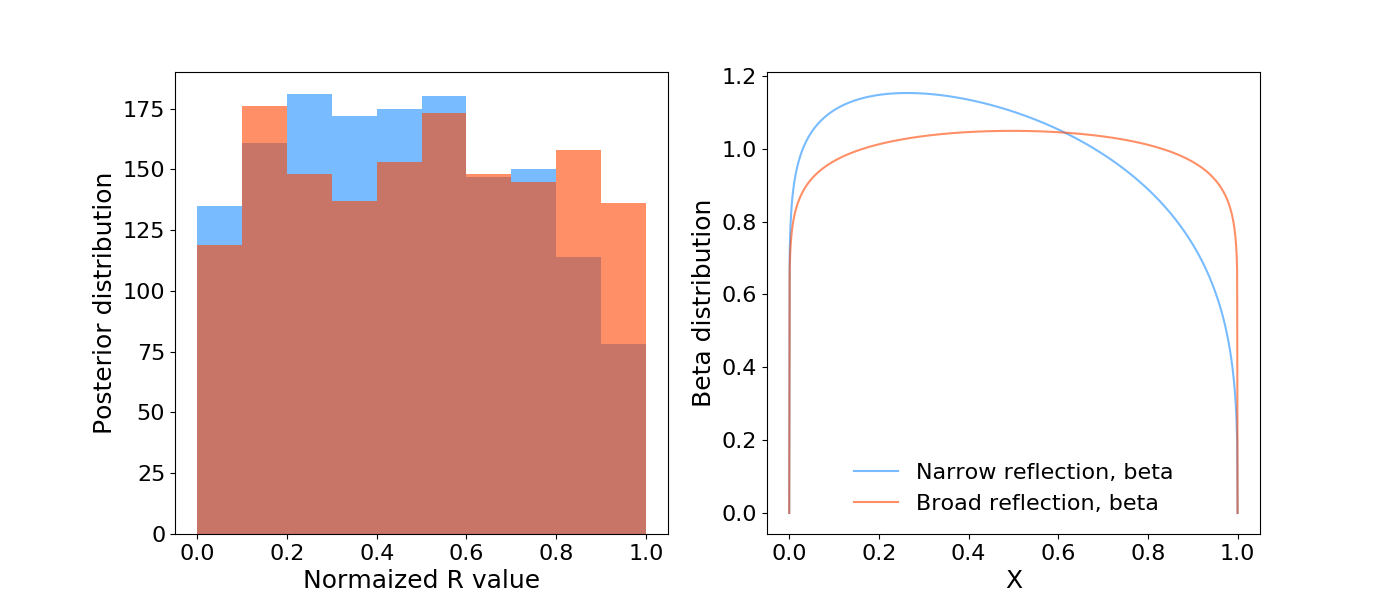 Posterior distribution
175
150
125
100
75
50
25
0
0.0 0.2 0.4 0.6 0.8 1.0
Normaized R value
Beta distribution
1.2
1.0
0.8
0.6
0.4
0.2
0.0
Narrow reflection, beta
Broad reflection, beta
0.0 0.2 0.4 0.6 0.8 1.0
X